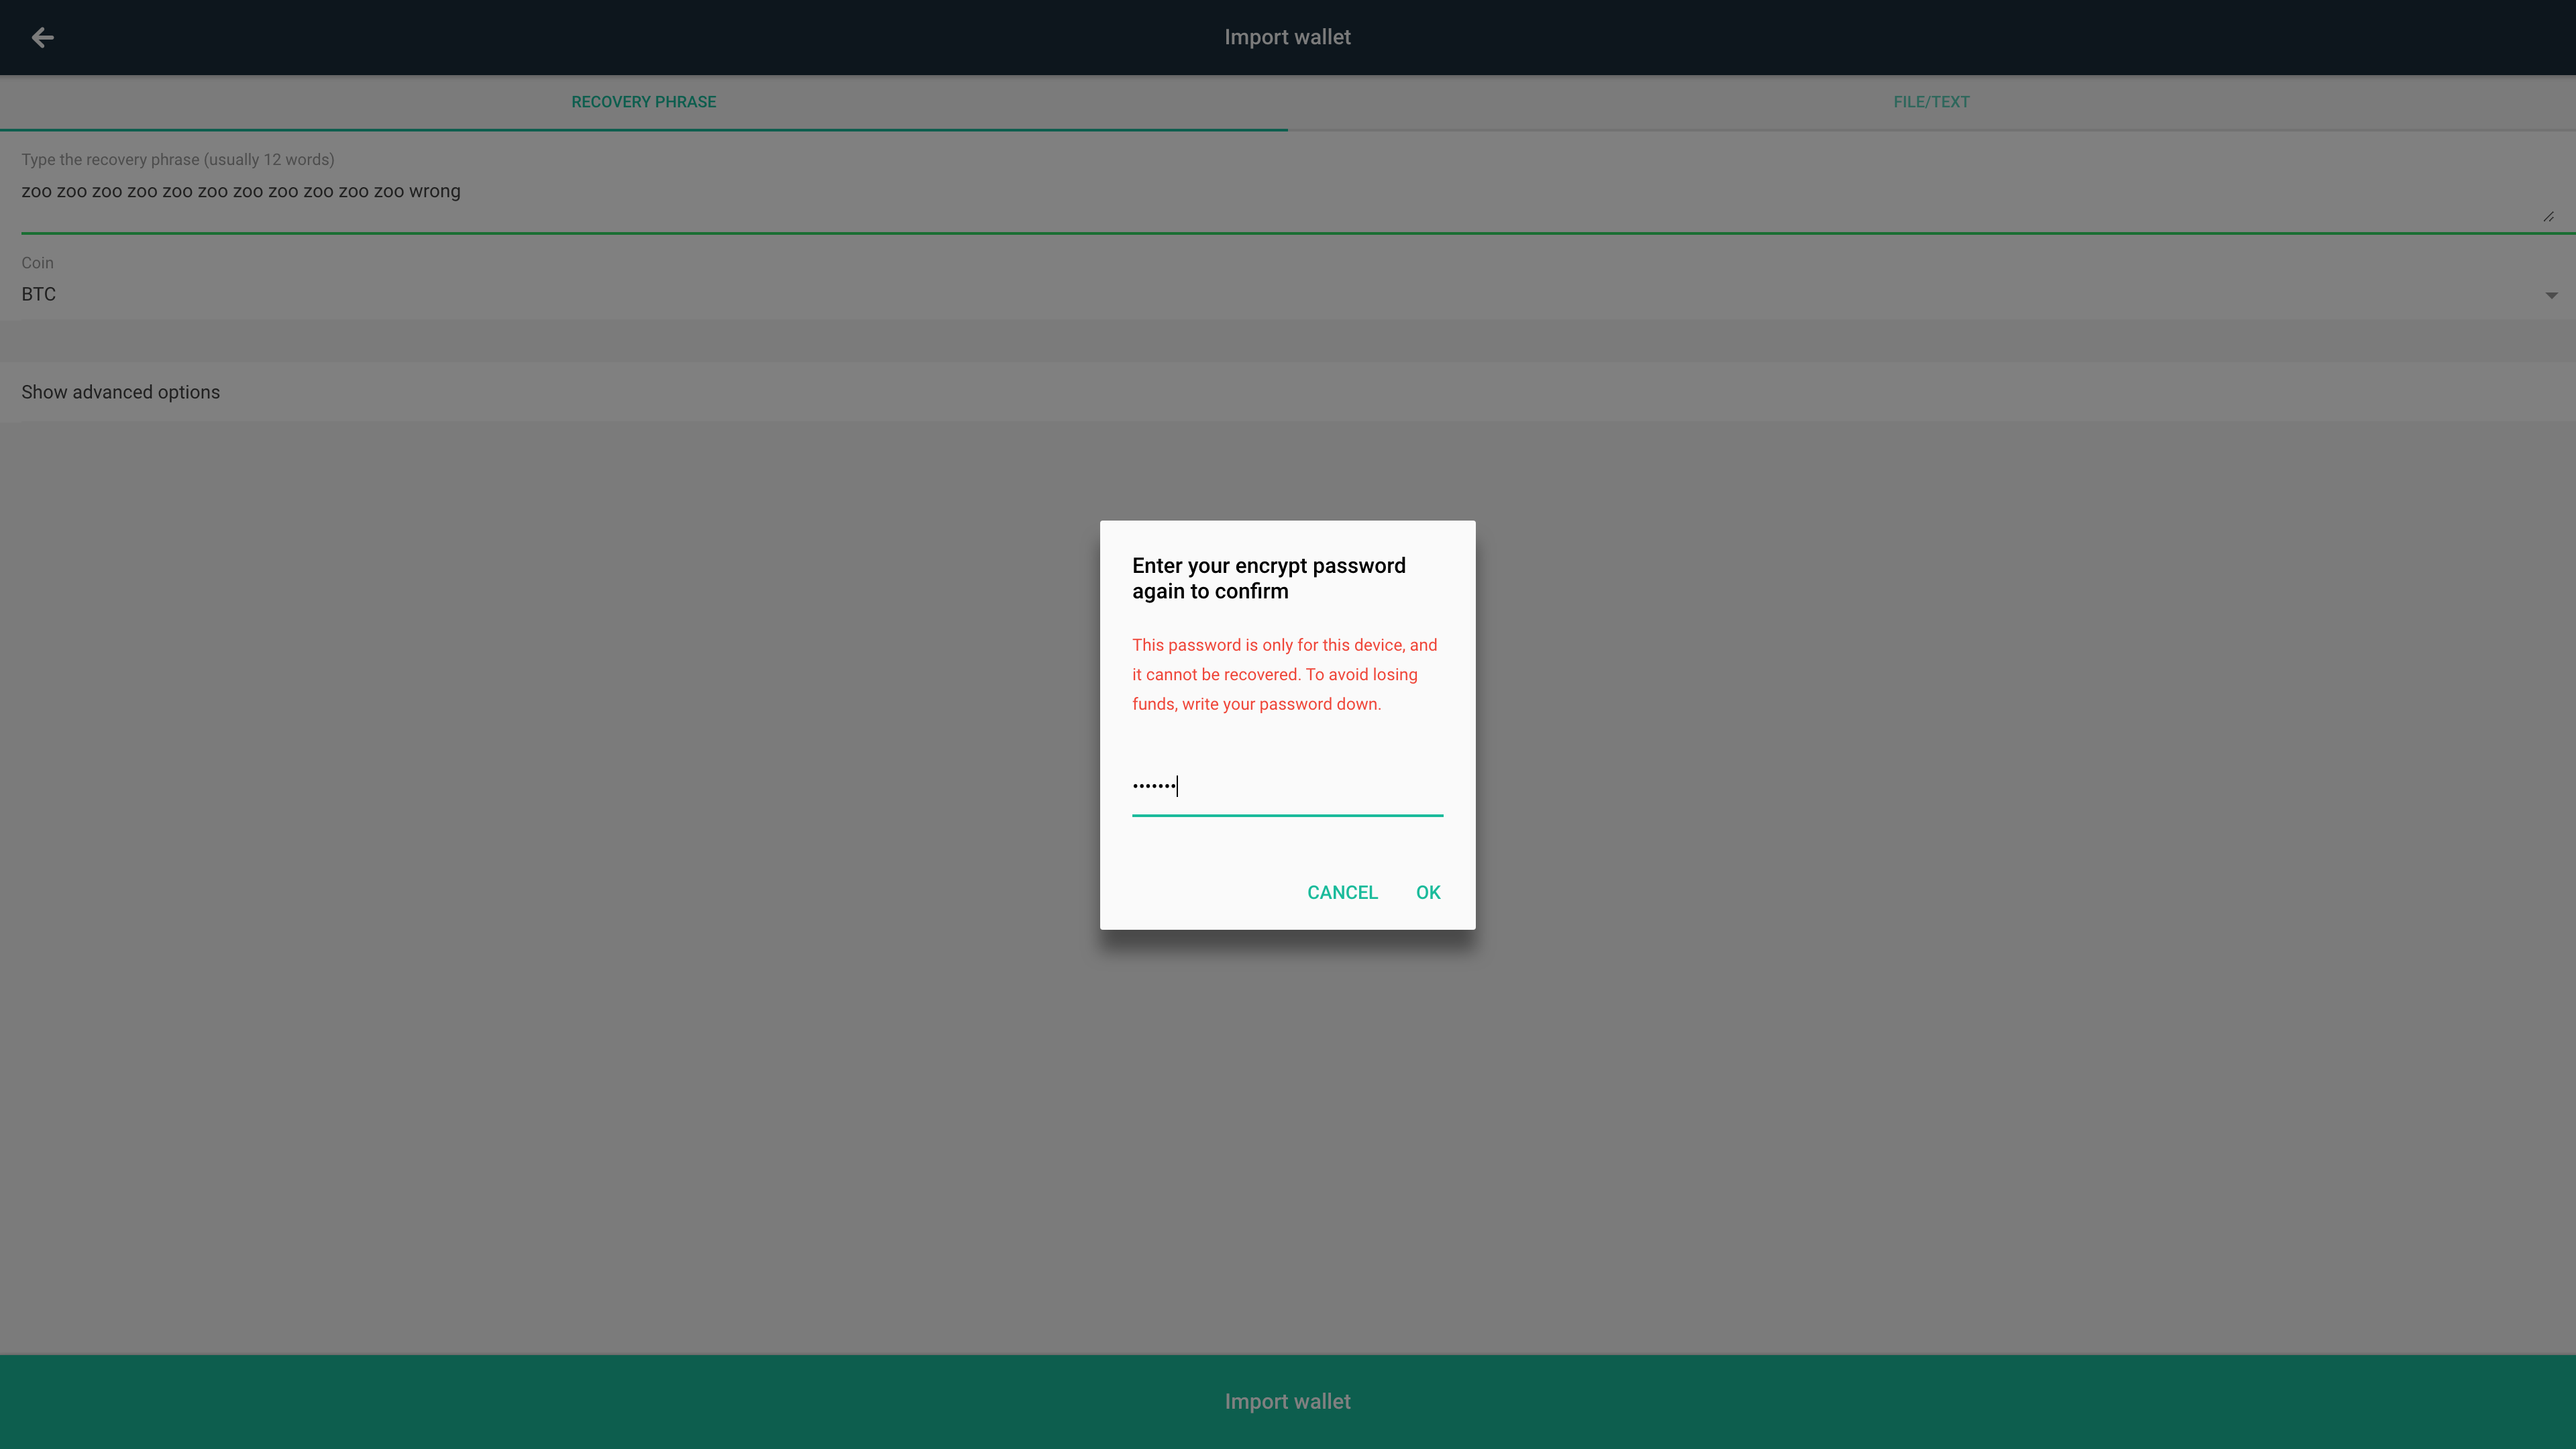 Import wallet
RECOVERY PHRASE
FILE/TEXT
Type the recovery phrase (usually 12 words)
zoo zoo zoo zoo zoo zoo zoo zoo zoo zoo zoo wrong
Coin
BTC
Show advanced options
Enter your encrypt password
again to confirm
This password is only for this device, and
it cannot be recovered. To avoid losing
funds, write your password down.
•••••••
CANCEL
OK
Import wallet